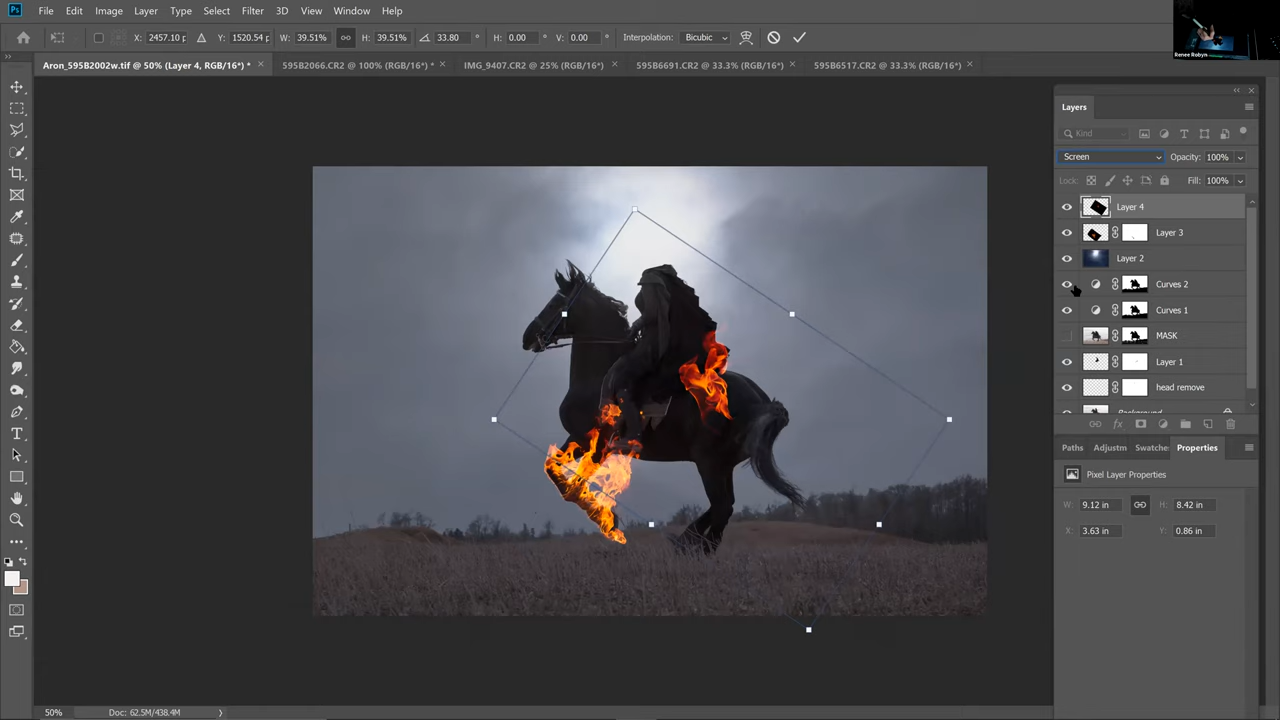 Ps File Edit Image Layer Type Select Filter 3D View Window Help
X: 2457.10 p Y: 1520.54 p W: 39.51% H: 39.51% 33.80 ° H: 0.00 ° V: 0.00 ° Interpolation: Bicubic
Aron_595B2002w.tif @ 50% (Layer 4, RGB/16*) * 595B2066.CR2 @ 100% (RGB/16*) * IMG_9407.CR2 @ 25% (RGB/16*) 595B6691.CR2 @ 33.3% (RGB/16*) 595B6517.CR2 @ 33.3% (RGB/16*)
Renee Robyn
Layers
Kind
Screen Opacity: 100%
Lock: Fill: 100%
Layer 4
Layer 3
Layer 2
Curves 2
Curves 1
MASK
Layer 1
head remove
Background
Paths Adjustm Swatche Properties
Pixel Layer Properties
W: 9.12 in H: 8.42 in
X: 3.63 in Y: 0.86 in
50% Doc: 62.5M/438.4M